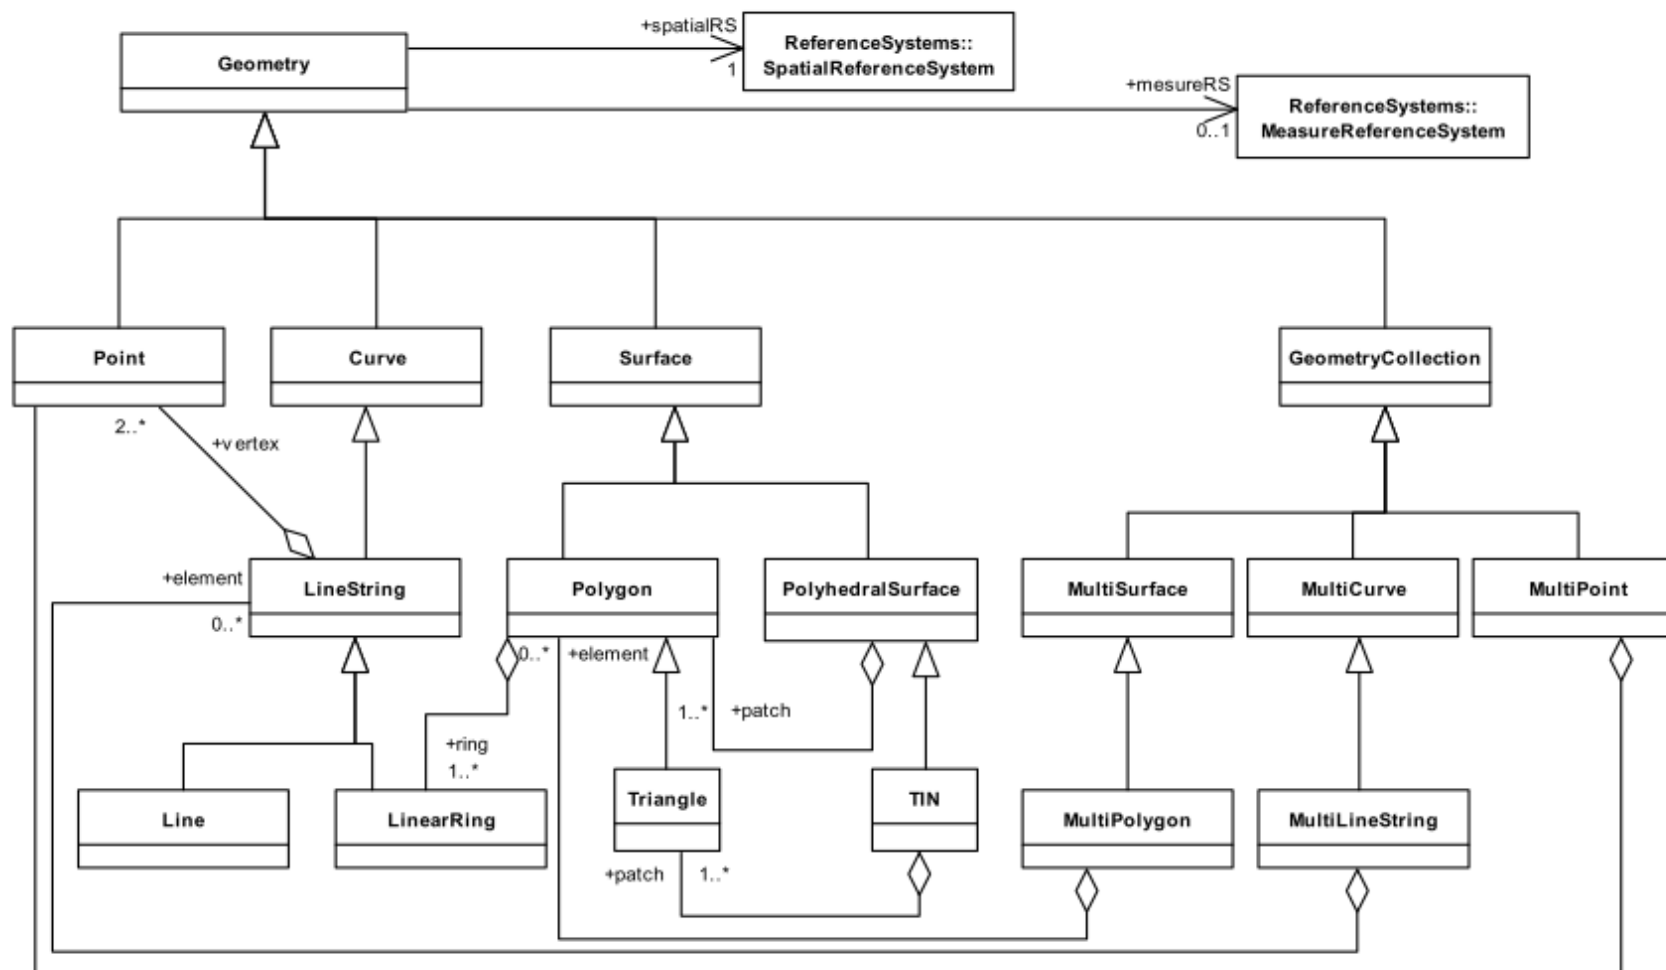 +spatialRS
1
ReferenceSystems::
SpatialReferenceSystem
Geometry
+mesureRS
0..1
ReferenceSystems::
MeasureReferenceSystem
Point
Curve
Surface
GeometryCollection
2..*
+vertex
+element
0..*
LineString
Polygon
PolyhedralSurface
MultiSurface
MultiCurve
MultiPoint
0..*
+element
1..*
+patch
+ring
1..*
Line
LinearRing
Triangle
TIN
MultiPolygon
MultiLineString
+patch
1..*